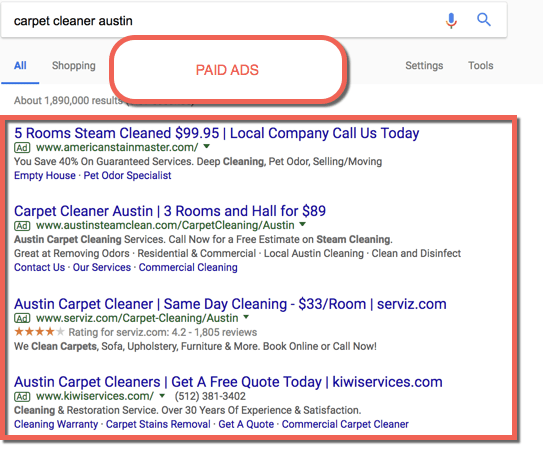 carpet cleaner austin
All Shopping PAID ADS Settings Tools
About 1,890,000 results
5 Rooms Steam Cleaned $99.95 | Local Company Call Us Today
Ad www.americanstainmaster.com/
You Save 40% On Guaranteed Services. Deep Cleaning, Pet Odor, Selling/Moving
Empty House · Pet Odor Specialist
Carpet Cleaner Austin | 3 Rooms and Hall for $89
Ad www.austinsteamclean.com/CarpetCleaning/Austin
Austin Carpet Cleaning Services. Call Now for a Free Estimate on Steam Cleaning.
Great at Removing Odors · Residential & Commercial · Local Austin Cleaning · Clean and Disinfect
Contact Us · Our Services · Commercial Cleaning
Austin Carpet Cleaner | Same Day Cleaning - $33/Room | serviz.com
Ad www.serviz.com/Carpet-Cleaning/Austin
Rating for serviz.com: 4.2 - 1,805 reviews
We Clean Carpets, Sofa, Upholstery, Furniture & More. Book Online or Call Now!
Austin Carpet Cleaners | Get A Free Quote Today | kiwiservices.com
Ad www.kiwiservices.com/ (512) 381-3402
Cleaning & Restoration Service. Over 30 Years Of Experience & Satisfaction.
Cleaning Warranty · Carpet Stains Removal · Get A Quote · Commercial Carpet Cleaner